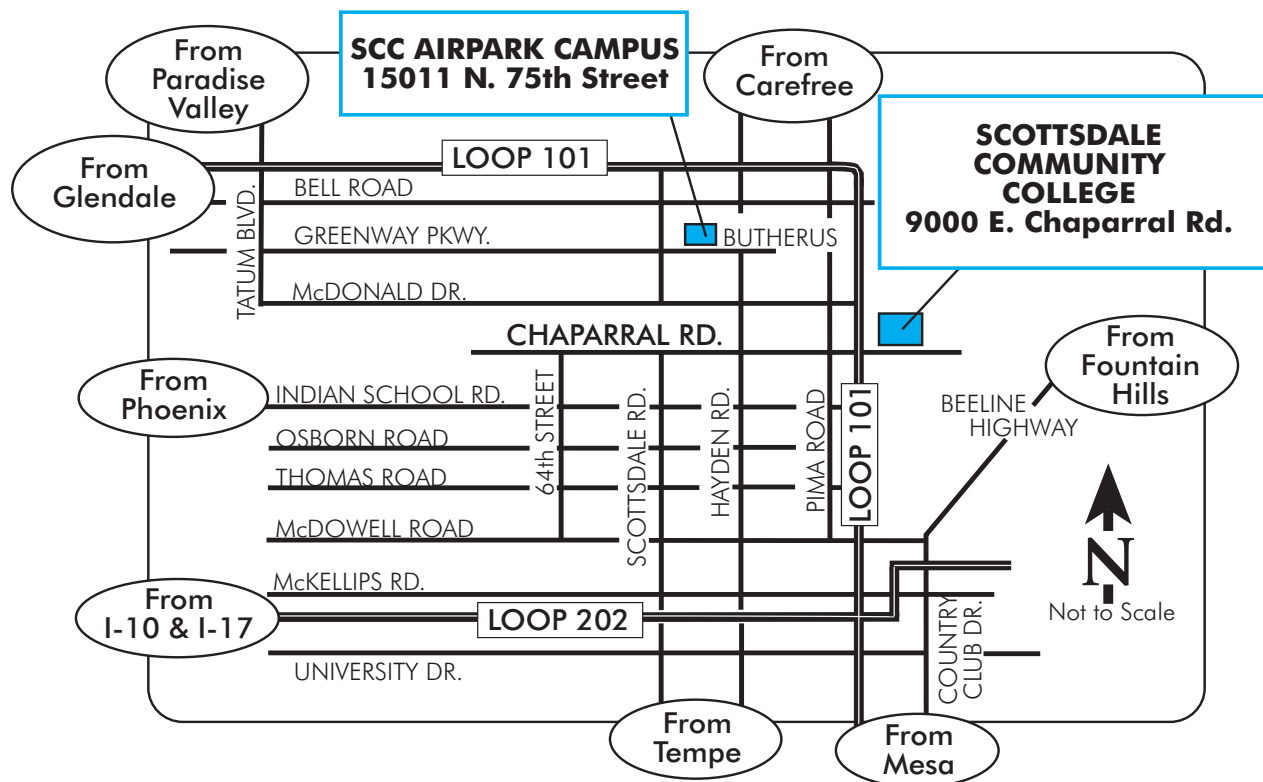 From
Paradise
Valley
SCC AIRPARK CAMPUS
15011 N. 75th Street
From
Carefree
SCOTTSDALE
COMMUNITY
COLLEGE
9000 E. Chaparral Rd.
From
Glendale
LOOP 101
BELL ROAD
TATUM BLVD.
GREENWAY PKWY.
BUTHERUS
McDONALD DR.
CHAPARRAL RD.
From
Fountain
Hills
From
Phoenix
INDIAN SCHOOL RD.
OSBORN ROAD
THOMAS ROAD
McDOWELL ROAD
64th STREET
SCOTTSDALE RD.
HAYDEN RD.
PIMA ROAD
LOOP 101
BEELINE
HIGHWAY
N
Not to Scale
McKELLIPS RD.
From
I-10 & I-17
LOOP 202
UNIVERSITY DR.
COUNTRY
CLUB DR.
From
Tempe
From
Mesa